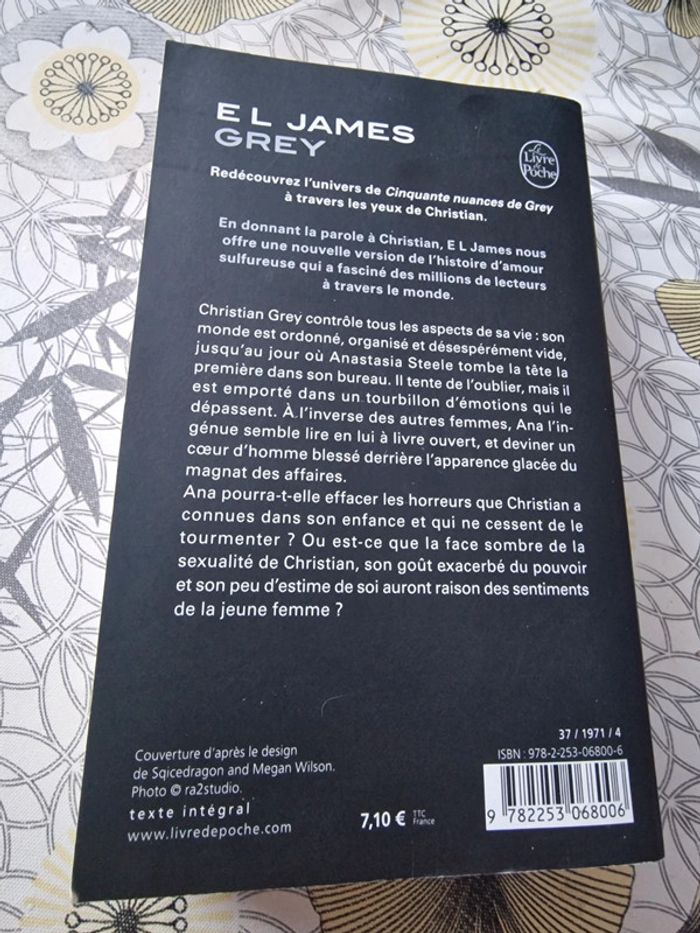 E L JAMES
GREY
Le
Livre
de
Poche
Redécouvrez l'univers de Cinquante nuances de Grey
à travers les yeux de Christian.
En donnant la parole à Christian, E L James nous
offre une nouvelle version de l'histoire d'amour
sulfureuse qui a fasciné des millions de lecteurs
à travers le monde.
Christian Grey contrôle tous les aspects de sa vie : son
monde est ordonné, organisé et désespérément vide,
jusqu'au jour où Anastasia Steele tombe la tête la
première dans son bureau. Il tente de l'oublier, mais il
est emporté dans un tourbillon d'émotions qui le
dépassent. À l'inverse des autres femmes, Ana l'in-
génue semble lire en lui à livre ouvert, et deviner un
cœur d'homme blessé derrière l'apparence glacée du
magnat des affaires.
Ana pourra-t-elle effacer les horreurs que Christian a
connues dans son enfance et qui ne cessent de le
tourmenter ? Ou est-ce que la face sombre de la
sexualité de Christian, son goût exacerbé du pouvoir
et son peu d'estime de soi auront raison des sentiments
de la jeune femme ?
Couverture d'après le design
de Sqicedragon and Megan Wilson.
Photo © ra2studio.
texte intégral
www.livredepoche.com
7,10 € TTC
France
37 / 1971 / 4
ISBN : 978-2-253-06800-6
9 782253 068006